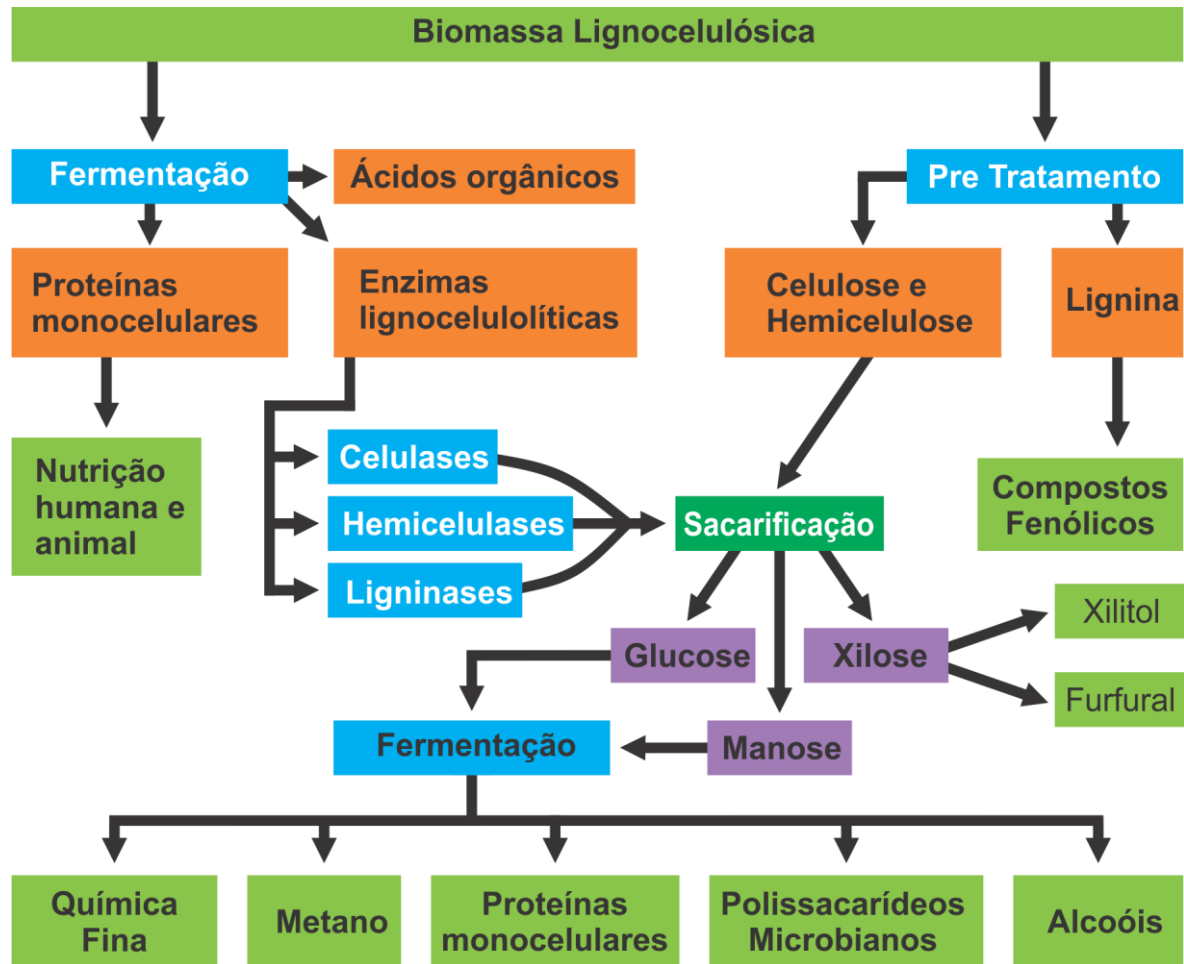 Biomassa Lignocelulósica
Fermentação
Ácidos orgânicos
Pre Tratamento
Proteínas
monocelulares
Enzimas
lignocelulolíticas
Celulose e
Hemicelulose
Lignina
Nutrição
humana e
animal
Celulases
Hemicelulases
Ligninases
Sacarificação
Compostos
Fenólicos
Glucose
Xilose
Xilitol
Furfural
Fermentação
Manose
Química
Fina
Metano
Proteínas
monocelulares
Polissacarídeos
Microbianos
Alcoóis